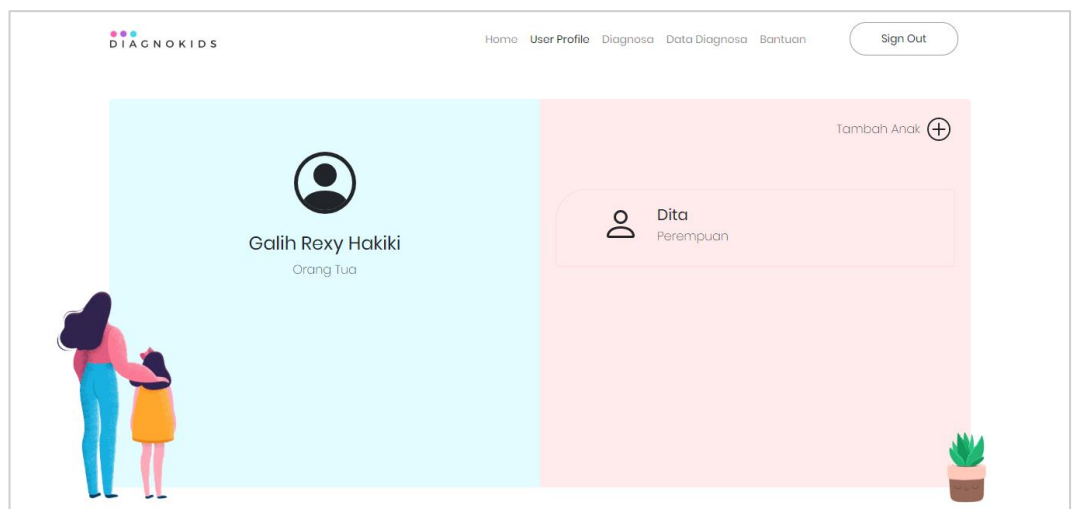 DIAGNOKIDS
Home User Profile Diagnosa Data Diagnosa Bantuan Sign Out
Tambah Anak
Galih Rexy Hakiki
Orang Tua
Dita
Perempuan